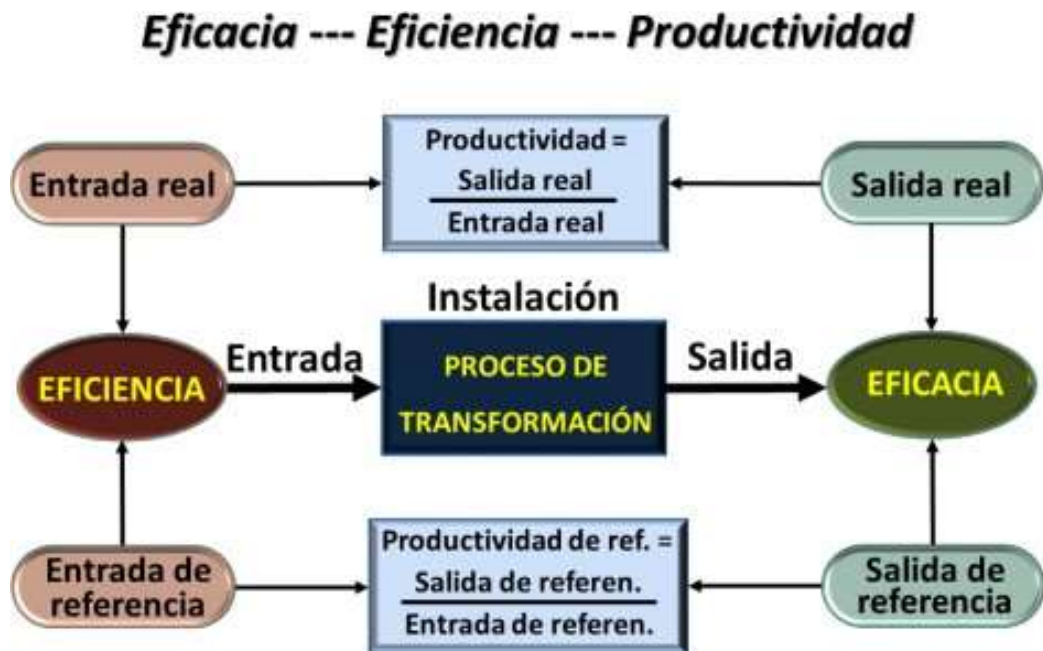 Eficacia --- Eficiencia --- Productividad
Entrada real
Productividad =
Salida real
Entrada real
Salida real
Instalación
EFICIENCIA
Entrada
PROCESO DE
TRANSFORMACIÓN
Salida
EFICACIA
Entrada de
referencia
Productividad de ref. =
Salida de referen.
Entrada de referen.
Salida de
referencia